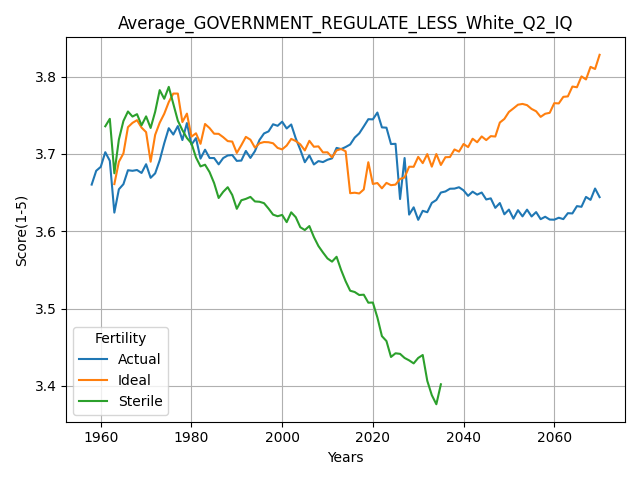 Average_GOVERNMENT_REGULATE_LESS_White_Q2_IQ
Score(1-5)
3.8
3.7
3.6
3.5
3.4
Fertility
Actual
Ideal
Sterile
1960 1980 2000 2020 2040 2060
Years